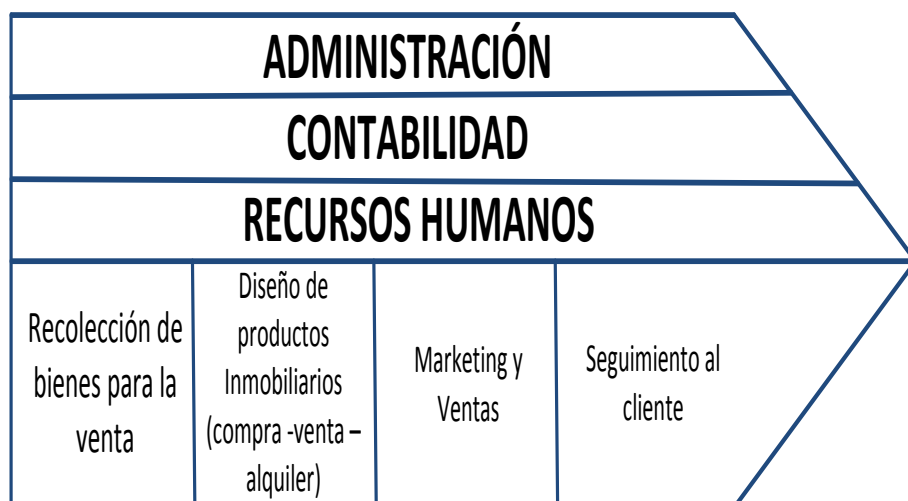 ADMINISTRACIÓN
CONTABILIDAD
RECURSOS HUMANOS
Recolección de
bienes para la
venta
Diseño de
productos
Inmobiliarios
(compra -venta –
alquiler)
Marketing y
Ventas
Seguimiento al
cliente